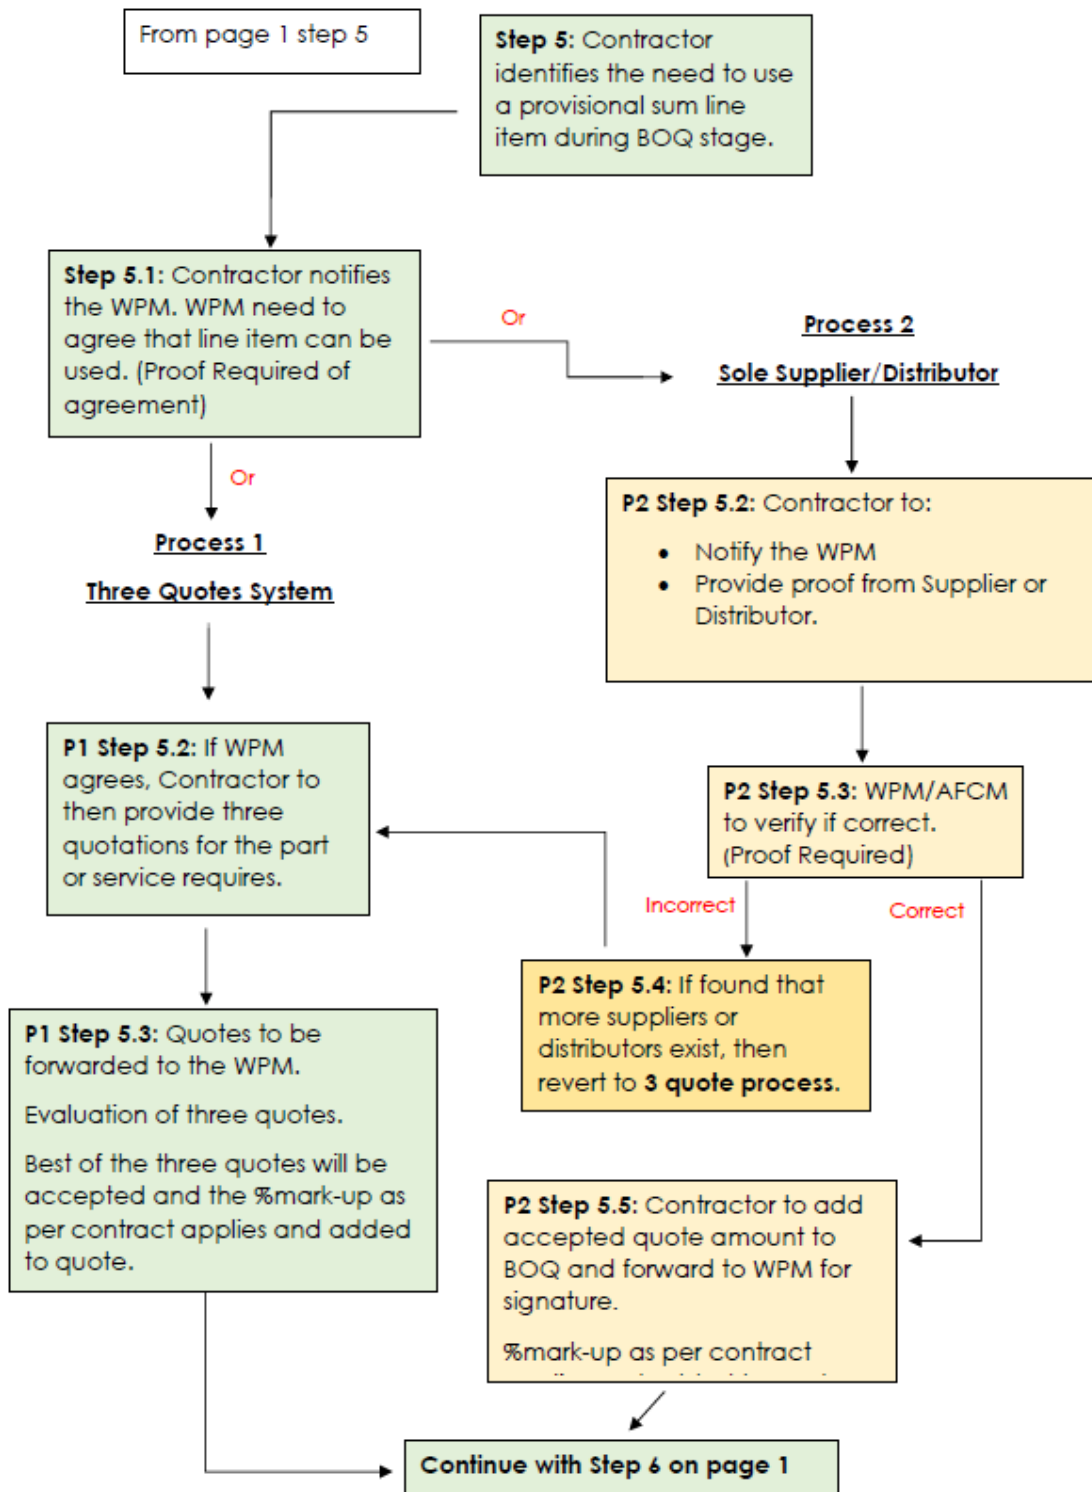 From page 1 step 5
Step 5: Contractor
identifies the need to use
a provisional sum line
item during BOQ stage.
Step 5.1: Contractor notifies
the WPM. WPM need to
agree that line item can be
used. (Proof Required of
agreement)
Or
Process 2
Sole Supplier/Distributor
Or
Process 1
Three Quotes System
P2 Step 5.2: Contractor to:
• Notify the WPM
• Provide proof from Supplier or
Distributor.
P1 Step 5.2: If WPM
agrees, Contractor to
then provide three
quotations for the part
or service requires.
P2 Step 5.3: WPM/AFCM
to verify if correct.
(Proof Required)
Incorrect
Correct
P2 Step 5.4: If found that
more suppliers or
distributors exist, then
revert to 3 quote process.
P1 Step 5.3: Quotes to be
forwarded to the WPM.
Evaluation of three quotes.
Best of the three quotes will be
accepted and the %mark-up as
per contract applies and added
to quote.
P2 Step 5.5: Contractor to add
accepted quote amount to
BOQ and forward to WPM for
signature.
%mark-up as per contract
Continue with Step 6 on page 1